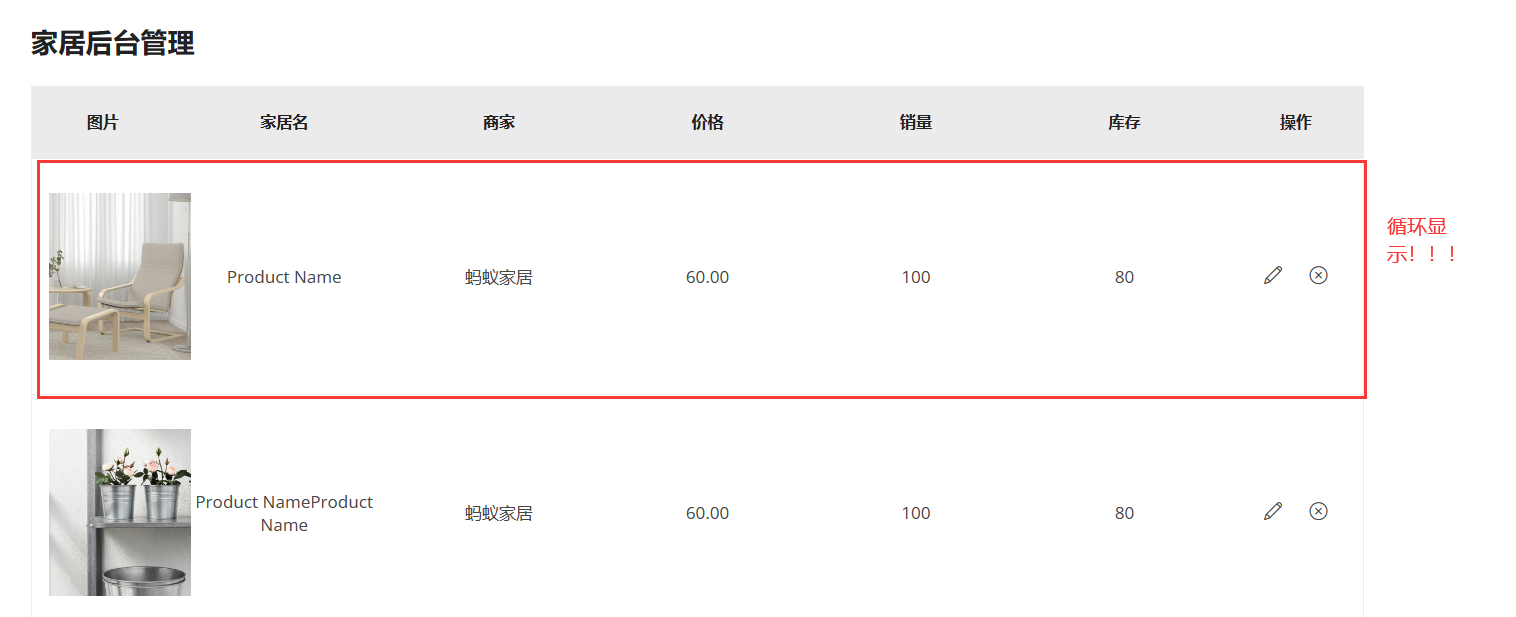 家居后台管理
图片 家居名 商家 价格 销量 库存 操作
Product Name 蚂蚁家居 60.00 100 80
循环显
示！！！
Product NameProduct
Name 蚂蚁家居 60.00 100 80